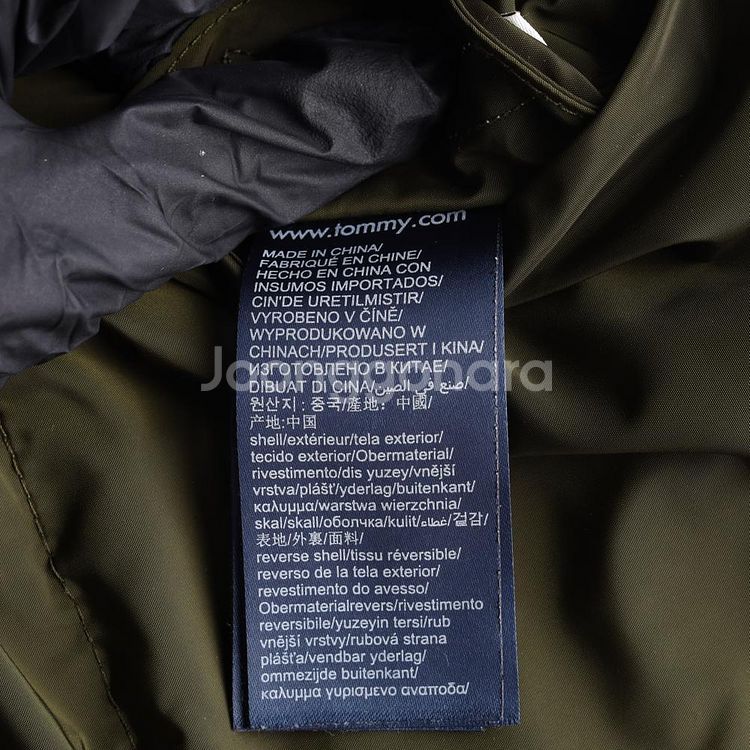 www.tommy.com
MADE IN CHINA/
FABRIQUÉ EN CHINE/
HECHO EN CHINA CON
INSUMOS IMPORTADOS/
CIN'DE URETILMISTIR/
VYROBENO V ČÍNĚ/
WYPRODUKOWANO W
CHINACH/PRODUSERT I KINA/
ИЗГОТОВЛЕНО В КИТАЕ/
DIBUAT DI CINA/صنع في الصين/
Joonggonara
원산지 : 중국/產地：中國/
产地:中国
shell/extérieur/tela exterior/
tecido exterior/Obermaterial/
rivestimento/dis yuzey/vnější
vrstva/plášť/yderlag/buitenkant/
καλυμμα/warstwa wierzchnia/
skal/skall/оболчка/kulit/غطاء/겉감/
表地/外裏/面料/
reverse shell/tissu réversible/
reverso de la tela exterior/
revestimento do avesso/
Obermaterialrevers/rivestimento
reversibile/yuzeyin tersi/rub
vnější vrstvy/rubová strana
plášťa/vendbar yderlag/
ommezijde buitenkant/
καλυμμα γυρισμενο αναποδα/